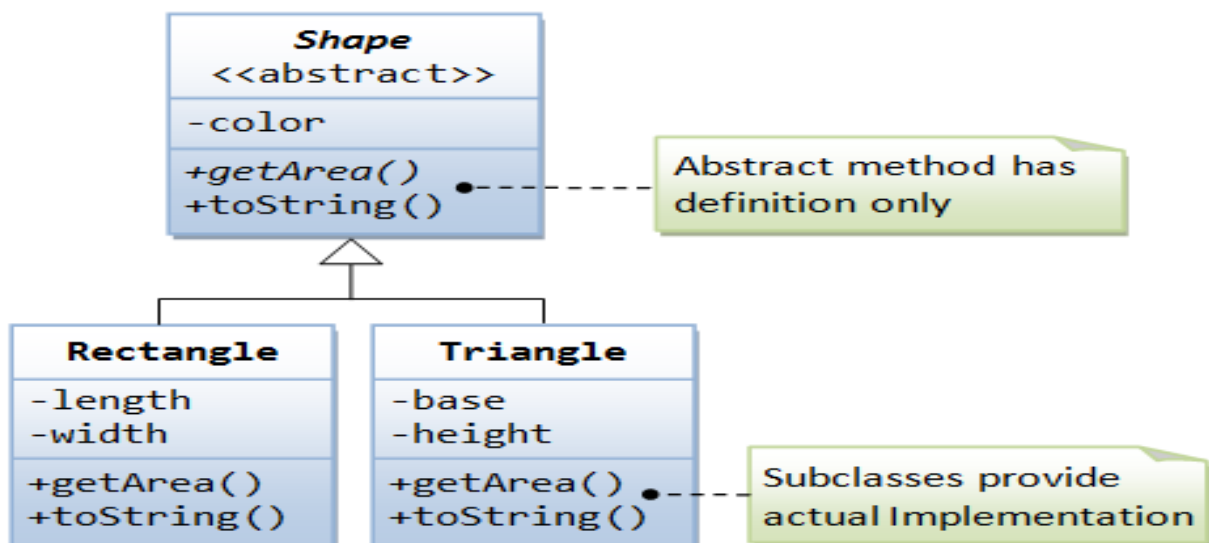 Shape
<<abstract>>
-color
+getArea()
+toString()
Abstract method has
definition only
Rectangle
-length
-width
+getArea()
+toString()
Triangle
-base
-height
+getArea()
+toString()
Subclasses provide
actual Implementation